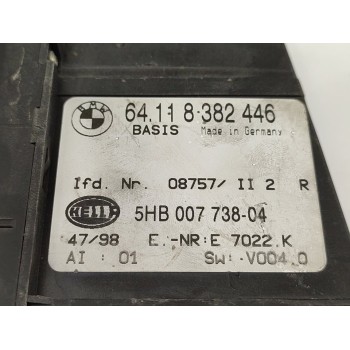 BMW 64.11 8 382 446
BASIS Made in Germany
Ifd. Nr. 08757/ II 2 R
HELLA 5HB 007 738-04
47/98 E.-NR:E 7022.K
AI : 01 SW: V004.0